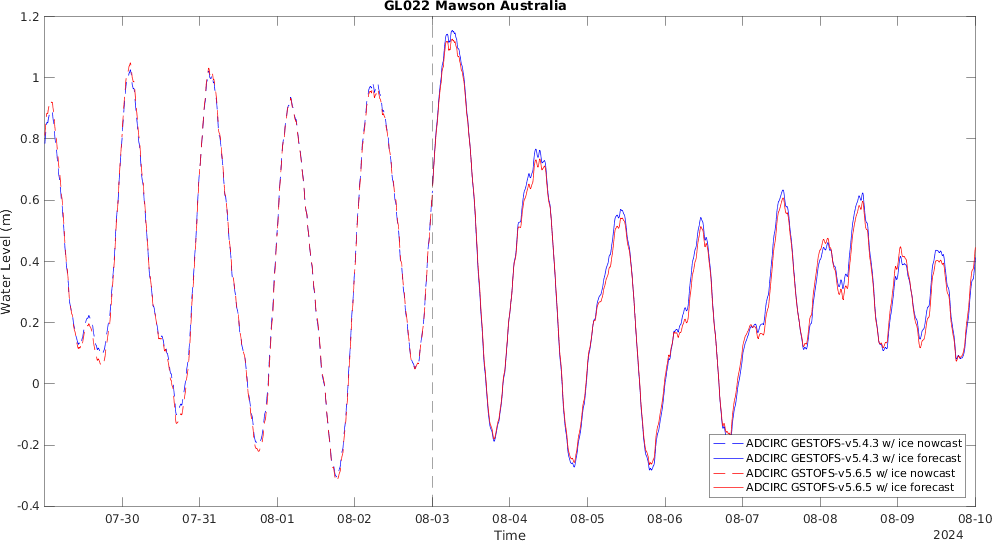 GL022 Mawson Australia
1.2
1
0.8
0.6
0.4
0.2
0
-0.2
-0.4
Water Level (m)
ADCIRC GESTOFS-v5.4.3 w/ ice nowcast
ADCIRC GESTOFS-v5.4.3 w/ ice forecast
ADCIRC GSTOFS-v5.6.5 w/ ice nowcast
ADCIRC GSTOFS-v5.6.5 w/ ice forecast
07-30 07-31 08-01 08-02 08-03 08-04 08-05 08-06 08-07 08-08 08-09 08-10
Time
2024